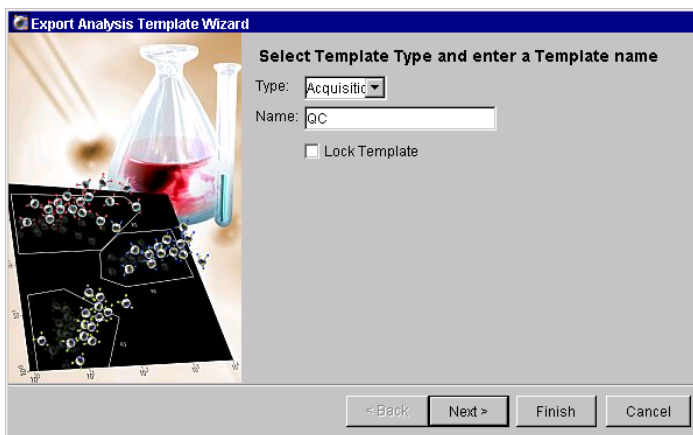 Export Analysis Template Wizard
Select Template Type and enter a Template name
Type: Acquisitic
Name: QC
Lock Template
< Back Next > Finish Cancel